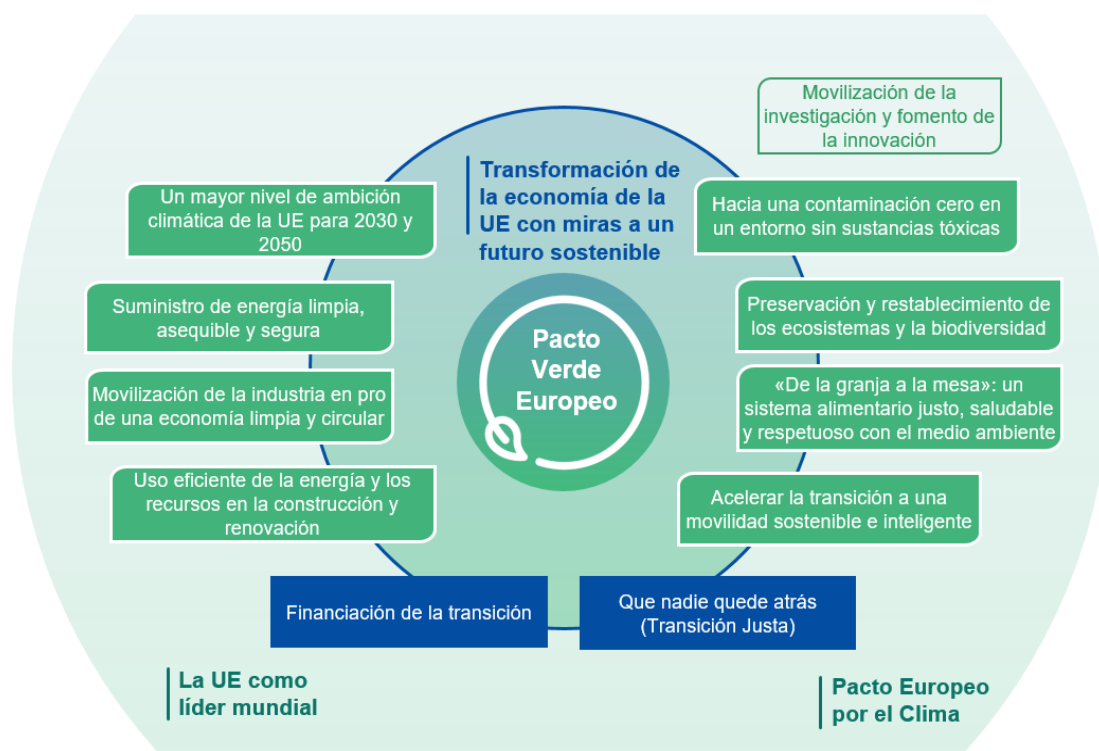 Movilización de la
investigación y fomento de
la innovación
Transformación de
la economía de la
UE con miras a un
futuro sostenible
Un mayor nivel de ambición
climática de la UE para 2030 y
2050
Hacia una contaminación cero en
un entorno sin sustancias tóxicas
Suministro de energía limpia,
asequible y segura
Preservación y restablecimiento de
los ecosistemas y la biodiversidad
Pacto
Verde
Europeo
Movilización de la industria en pro
de una economía limpia y circular
«De la granja a la mesa»: un
sistema alimentario justo, saludable
y respetuoso con el medio ambiente
Uso eficiente de la energía y los
recursos en la construcción y
renovación
Acelerar la transición a una
movilidad sostenible e inteligente
Financiación de la transición
Que nadie quede atrás
(Transición Justa)
La UE como
líder mundial
Pacto Europeo
por el Clima